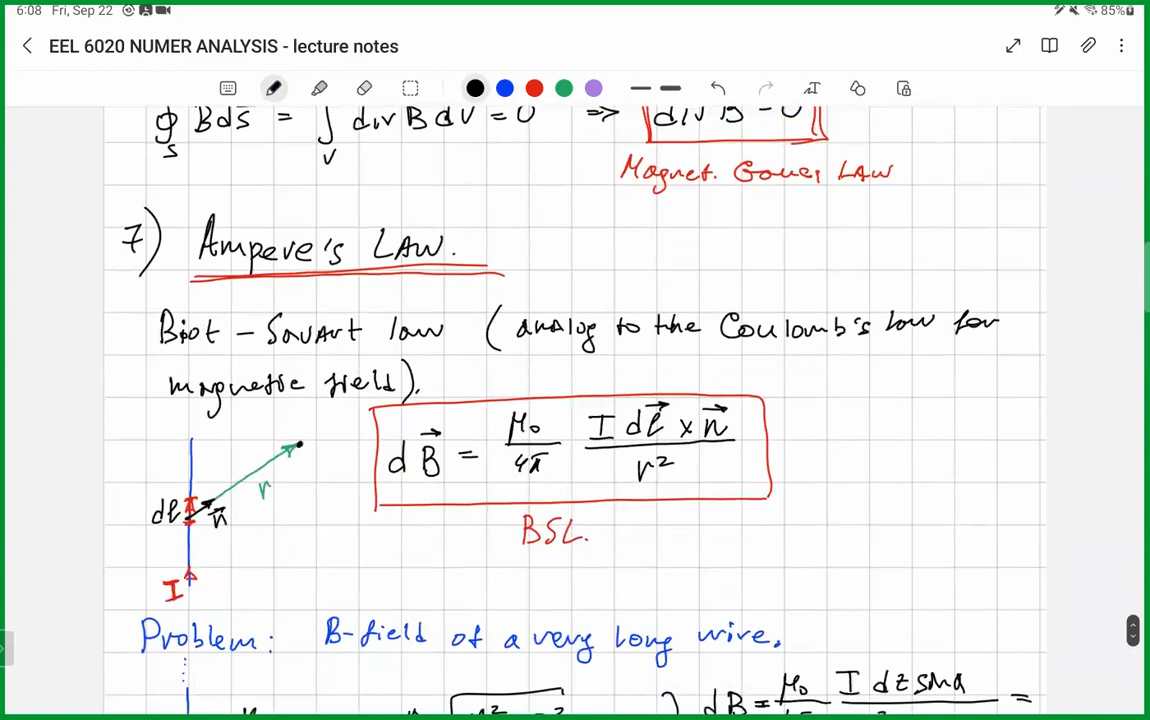 6:08 Fri, Sep 22 85%
EEL 6020 NUMER ANALYSIS - lecture notes
∮ B ds = ∫ div B dV = 0 ⇒ div B = 0
S V
Magnet. Gauss LAW
7) Ampere's LAW.
Biot - Savart law (analog to the Coulomb's Law for
magnetic field).
dB⃗ = μ₀/4π I dl⃗ × n⃗ / r²
r
dl n⃗
BSL.
I
Problem: B-field of a very long wire.
dB = μ₀ I dz sinα =